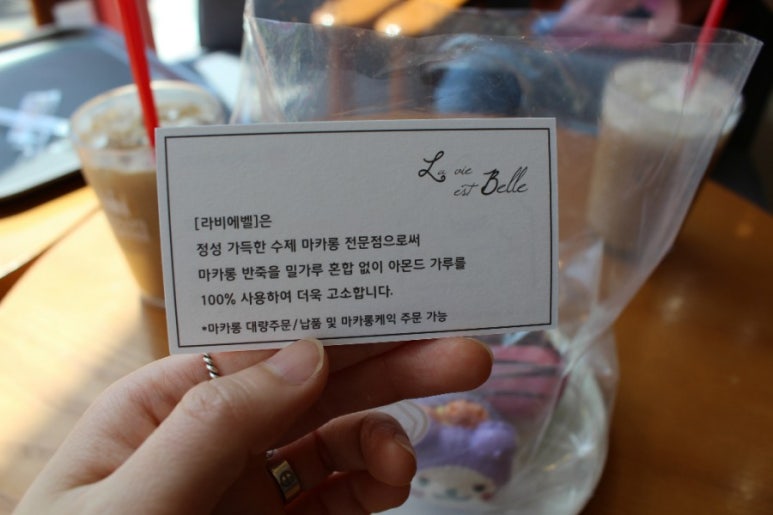 La vie
est Belle
[라비에벨]은
정성 가득한 수제 마카롱 전문점으로써
마카롱 반죽을 밀가루 혼합 없이 아몬드 가루를
100% 사용하여 더욱 고소합니다.
*마카롱 대량주문/납품 및 마카롱케익 주문 가능